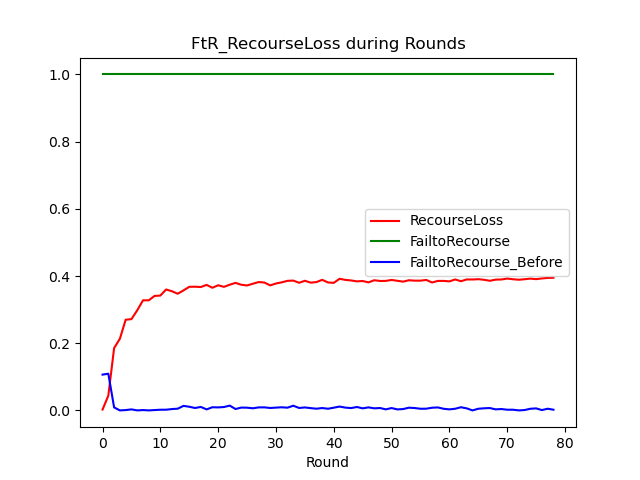 FtR_RecourseLoss during Rounds
1.0
0.8
0.6
0.4
0.2
0.0
RecourseLoss
FailtoRecourse
FailtoRecourse_Before
0 10 20 30 40 50 60 70 80
Round